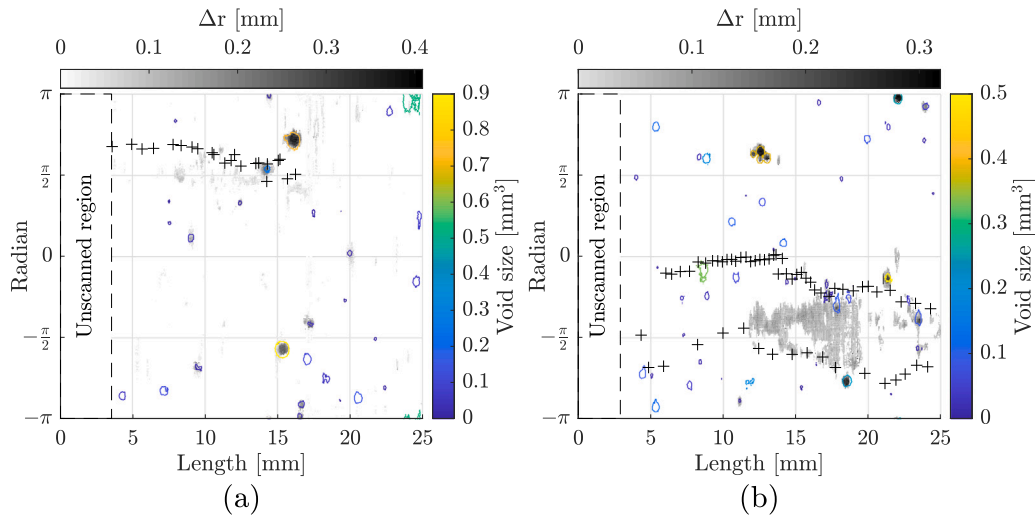 Δr [mm]
0 0.1 0.2 0.3 0.4
π
π/2
0
−π/2
−π
Radian
Unscanned region
0 5 10 15 20 25
Length [mm]
0.9
0.8
0.7
0.6
0.5
0.4
0.3
0.2
0.1
0
Void size [mm³]
(a)
Δr [mm]
0 0.1 0.2 0.3
π
π/2
0
−π/2
−π
Radian
Unscanned region
5 10 15 20 25
Length [mm]
0.5
0.4
0.3
0.2
0.1
0
Void size [mm³]
(b)